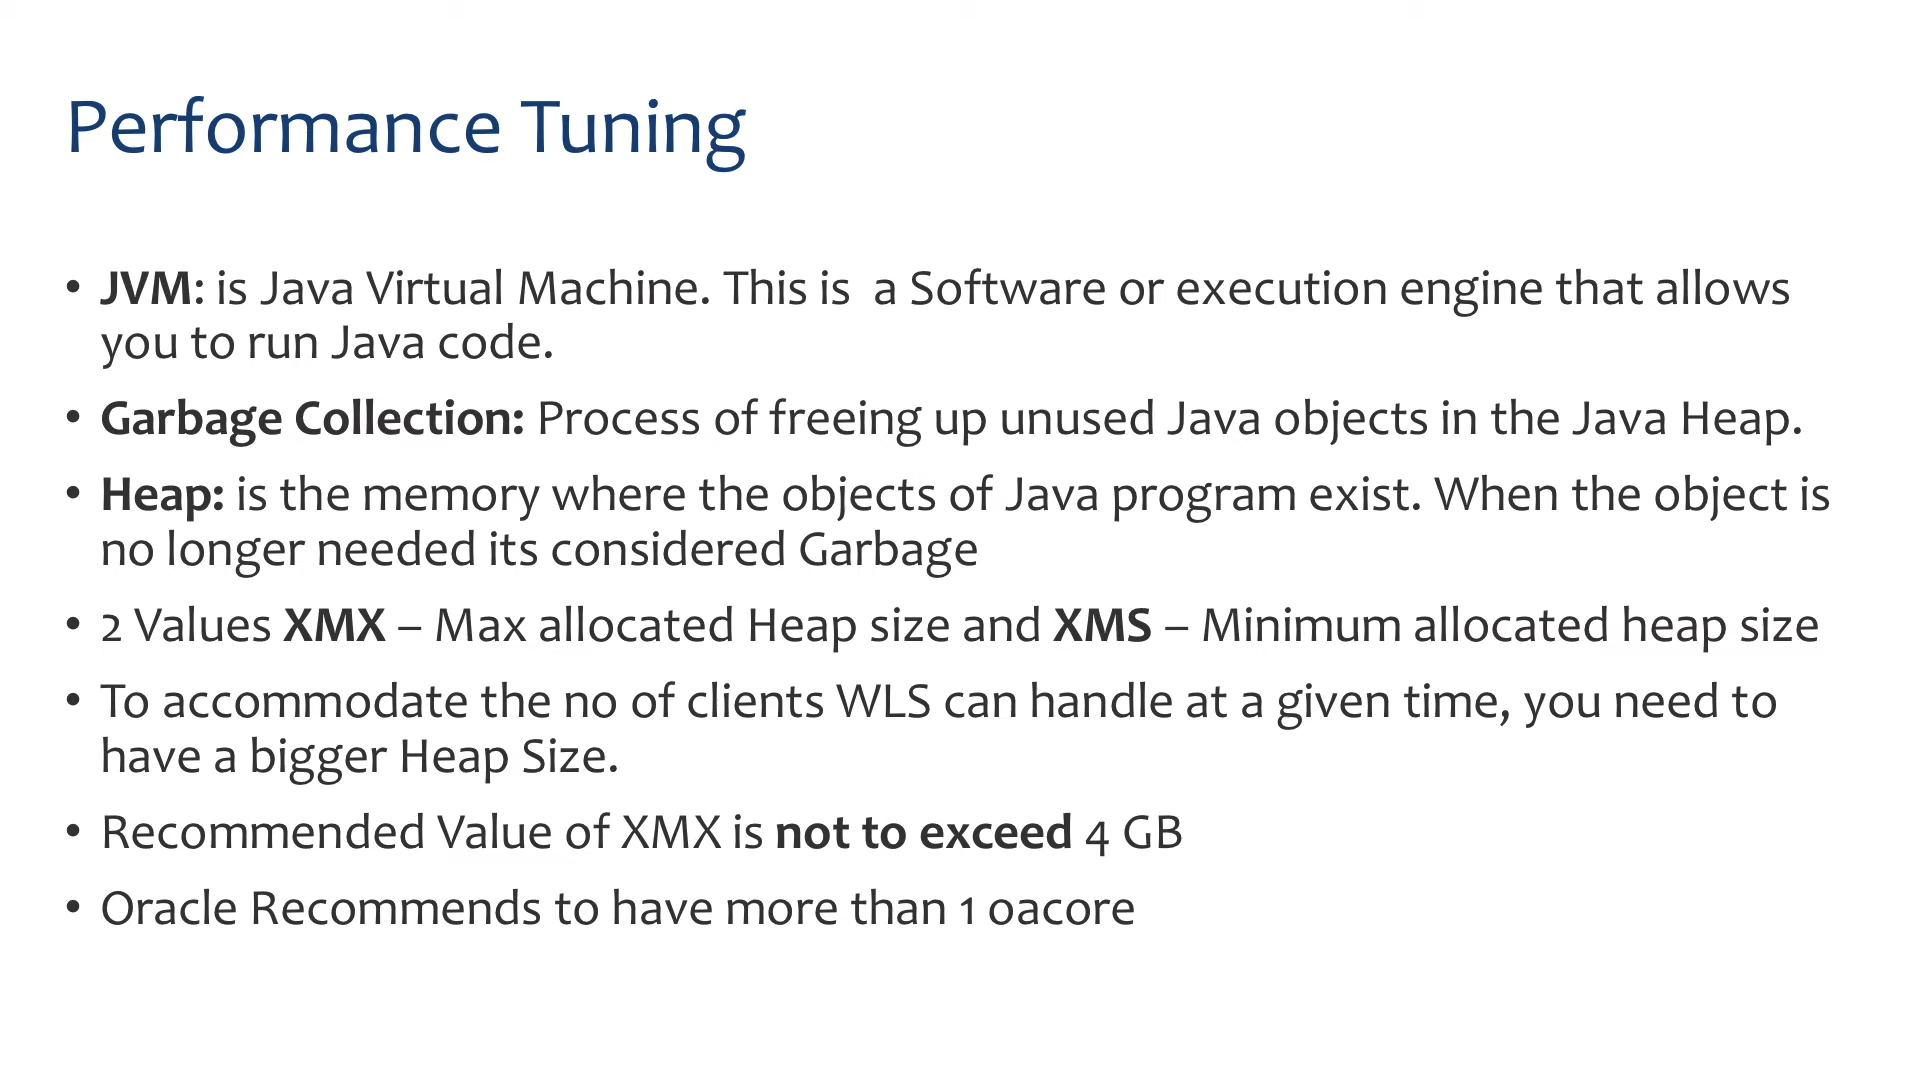 Performance Tuning
• JVM: is Java Virtual Machine. This is  a Software or execution engine that allows
you to run Java code.
• Garbage Collection: Process of freeing up unused Java objects in the Java Heap.
• Heap: is the memory where the objects of Java program exist. When the object is
no longer needed its considered Garbage
• 2 Values XMX – Max allocated Heap size and XMS – Minimum allocated heap size
• To accommodate the no of clients WLS can handle at a given time, you need to
have a bigger Heap Size.
• Recommended Value of XMX is not to exceed 4 GB
• Oracle Recommends to have more than 1 oacore